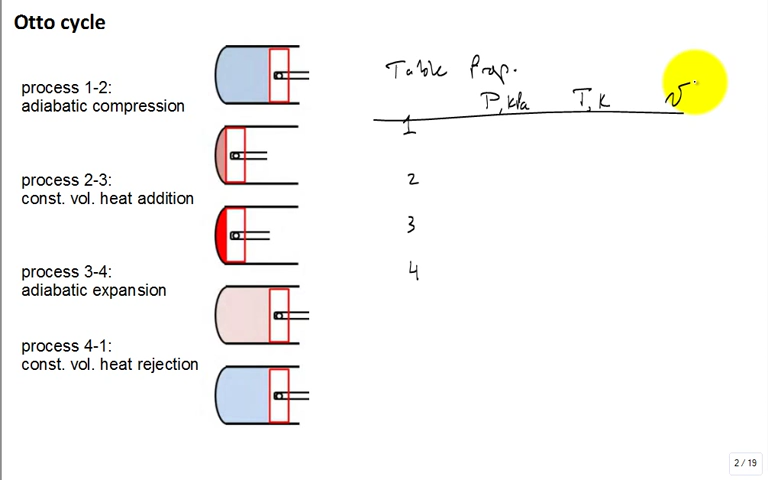 Otto cycle
process 1-2:
adiabatic compression
process 2-3:
const. vol. heat addition
process 3-4:
adiabatic expansion
process 4-1:
const. vol. heat rejection
Table Prop.
P, kPa T, K v
1
2
3
4
2 / 19